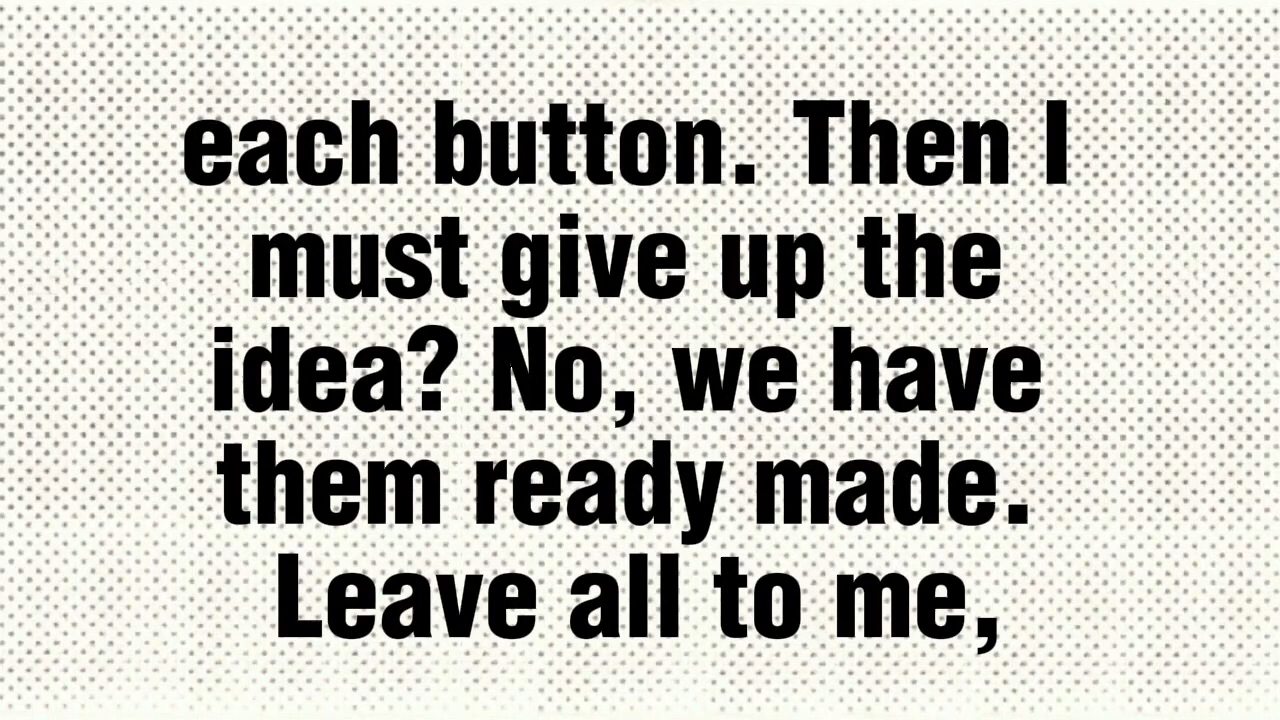 each button. Then I
must give up the
idea? No, we have
them ready made.
Leave all to me,